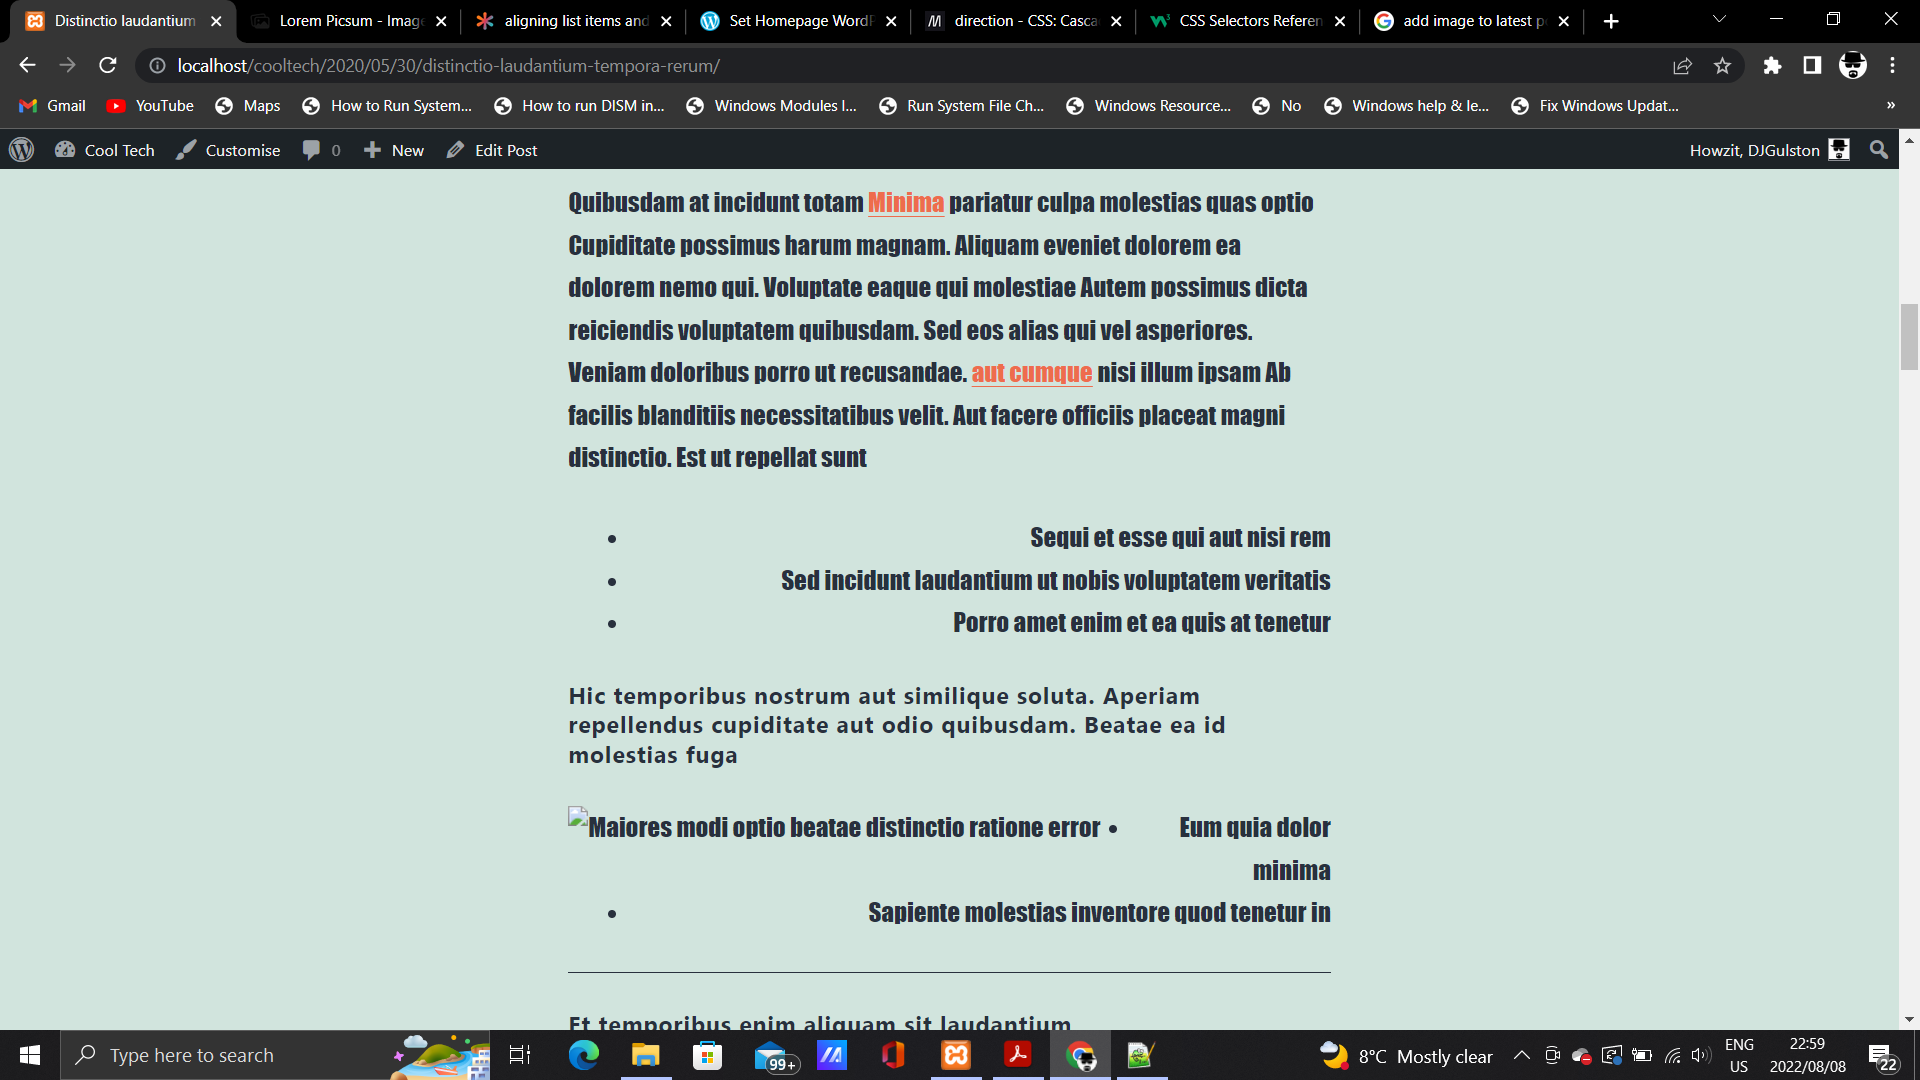 Distinctio laudantium
Lorem Picsum - Image
aligning list items and
Set Homepage WordP
direction - CSS: Casca
CSS Selectors Referen
add image to latest p
localhost/cooltech/2020/05/30/distinctio-laudantium-tempora-rerum/
Gmail
YouTube
Maps
How to Run System...
How to run DISM in...
Windows Modules I...
Run System File Ch...
Windows Resource...
No
Windows help & le...
Fix Windows Updat...
»
Cool Tech
Customise
0
New
Edit Post
Howzit, DJGulston
Quibusdam at incidunt totam Minima pariatur culpa molestias quas optio
Cupiditate possimus harum magnam. Aliquam eveniet dolorem ea
dolorem nemo qui. Voluptate eaque qui molestiae Autem possimus dicta
reiciendis voluptatem quibusdam. Sed eos alias qui vel asperiores.
Veniam doloribus porro ut recusandae. aut cumque nisi illum ipsam Ab
facilis blanditiis necessitatibus velit. Aut facere officiis placeat magni
distinctio. Est ut repellat sunt
• Sequi et esse qui aut nisi rem
• Sed incidunt laudantium ut nobis voluptatem veritatis
• Porro amet enim et ea quis at tenetur
Hic temporibus nostrum aut similique soluta. Aperiam
repellendus cupiditate aut odio quibusdam. Beatae ea id
molestias fuga
Maiores modi optio beatae distinctio ratione error • Eum quia dolor
minima
• Sapiente molestias inventore quod tenetur in
Et temporibus enim aliquam sit laudantium
Type here to search
99+
8°C Mostly clear
ENG
US
22:59
2022/08/08
22